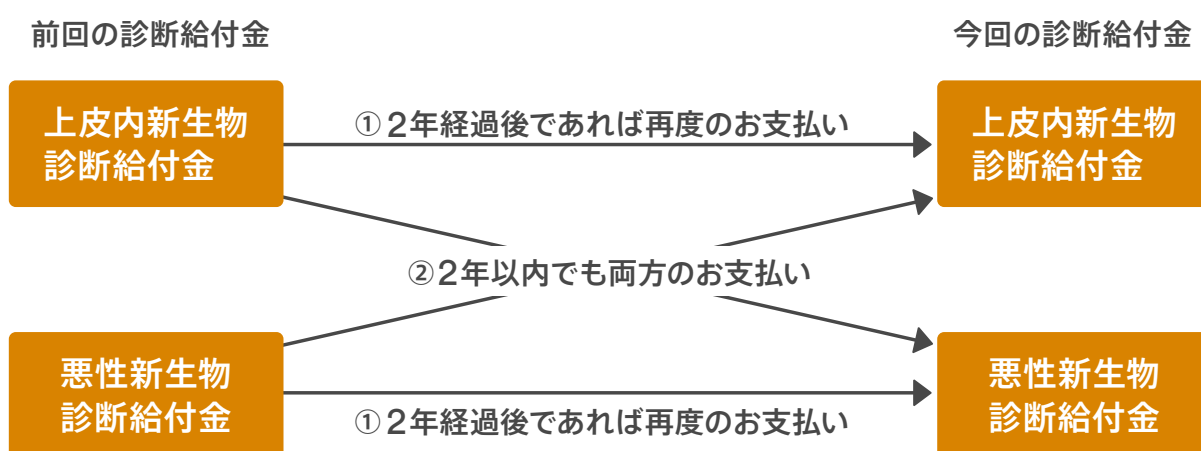 前回の診断給付金
今回の診断給付金
上皮内新生物
診断給付金
①2年経過後であれば再度のお支払い
上皮内新生物
診断給付金
②2年以内でも両方のお支払い
悪性新生物
診断給付金
①2年経過後であれば再度のお支払い
悪性新生物
診断給付金